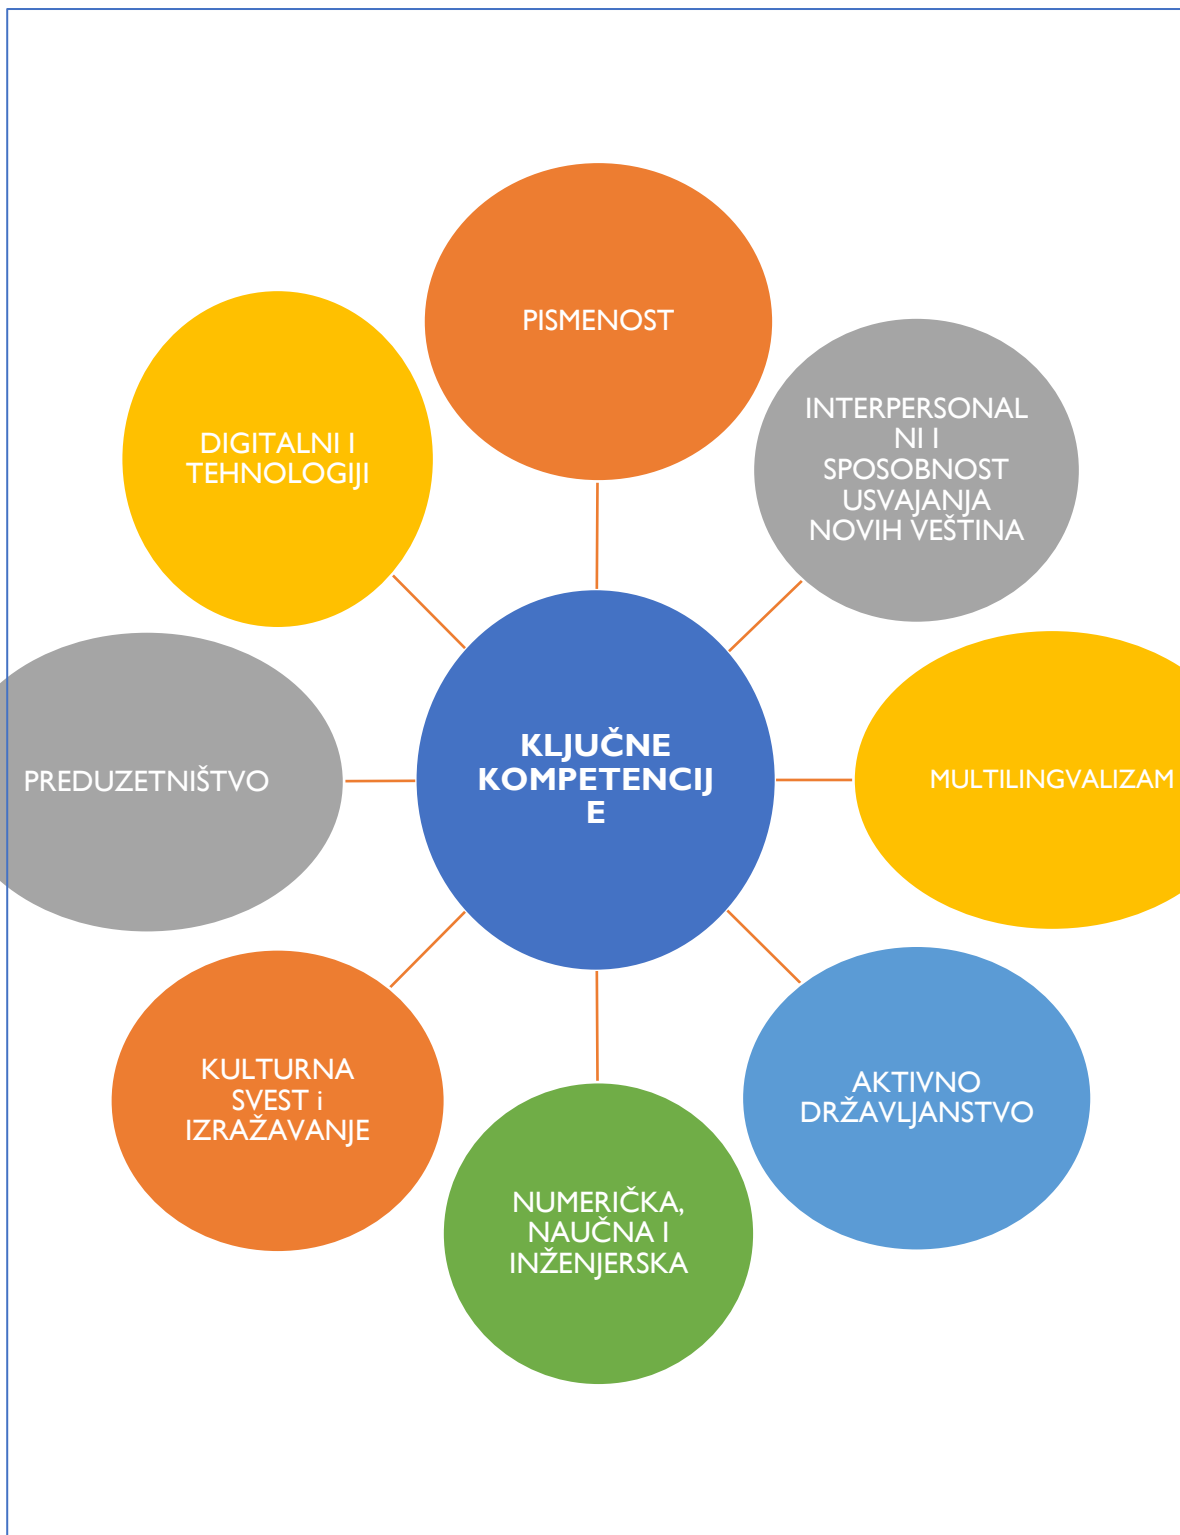 PISMENOST
INTERPERSONAL
NI I
SPOSOBNOST
USVAJANJA
NOVIH VEŠTINA
DIGITALNI I
TEHNOLOGIJI
KLJUČNE
KOMPETENCIJ
E
PREDUZETNIŠTVO
MULTILINGVALIZAM
KULTURNA
SVEST i
IZRAŽAVANJE
AKTIVNO
DRŽAVLJANSTVO
NUMERIČKA,
NAUČNA I
INŽENJERSKA